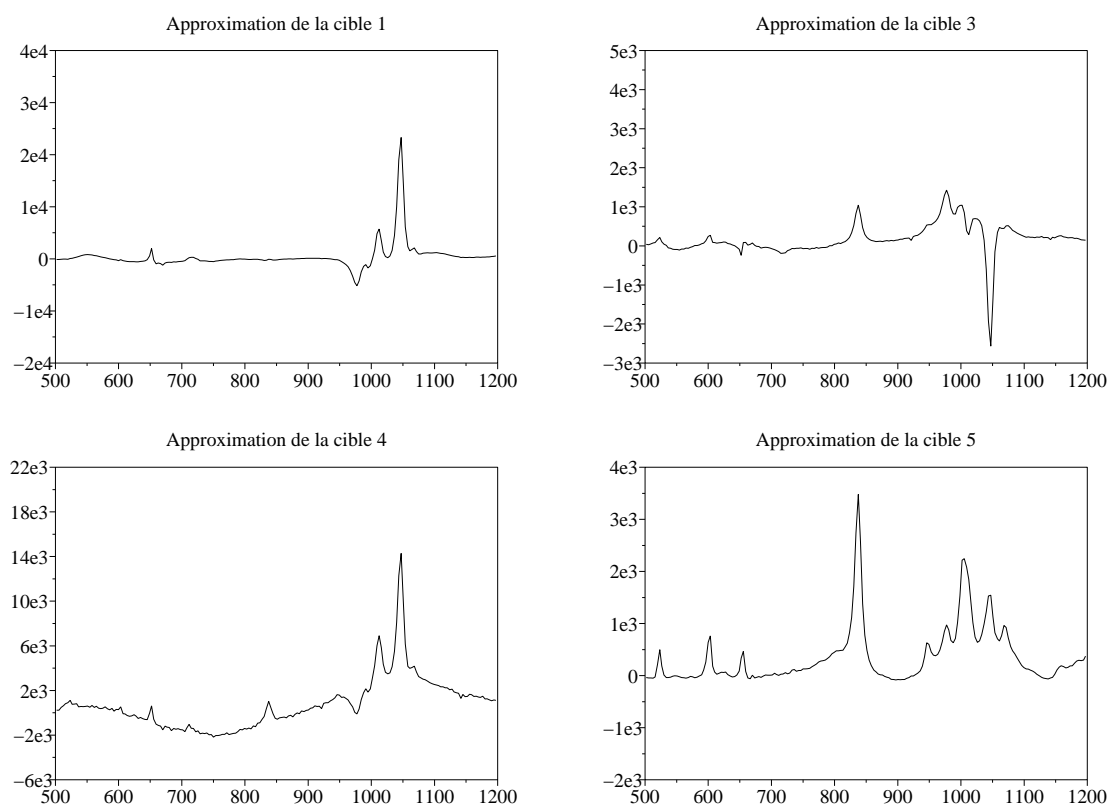 Approximation de la cible 1
4e4
3e4
2e4
1e4
0
−1e4
−2e4
500 600 700 800 900 1000 1100 1200
Approximation de la cible 3
5e3
4e3
3e3
2e3
1e3
0
−1e3
−2e3
−3e3
500 600 700 800 900 1000 1100 1200
Approximation de la cible 4
22e3
18e3
14e3
10e3
6e3
2e3
−2e3
−6e3
500 600 700 800 900 1000 1100 1200
Approximation de la cible 5
4e3
3e3
2e3
1e3
0
−1e3
−2e3
500 600 700 800 900 1000 1100 1200